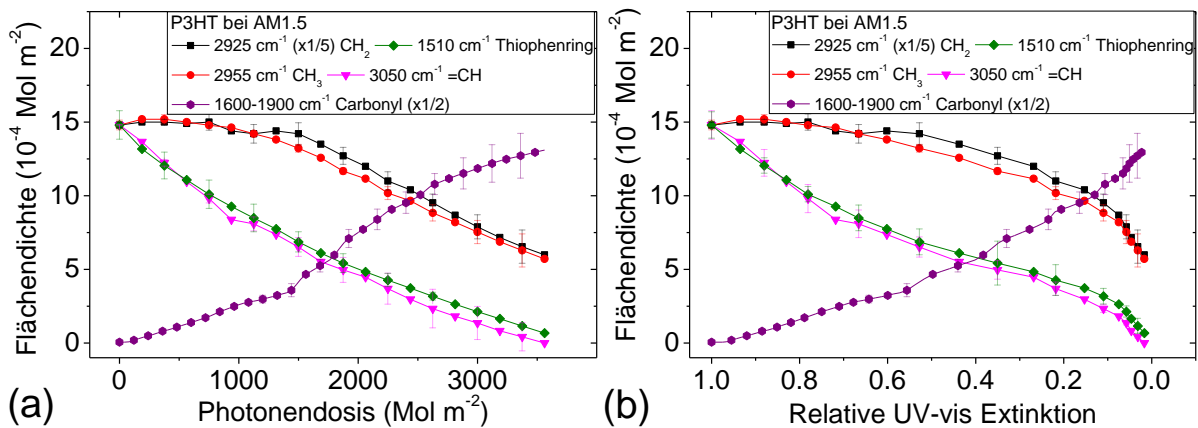 P3HT bei AM1.5
2925 cm⁻¹ (x1/5) CH₂ 1510 cm⁻¹ Thiophenring
2955 cm⁻¹ CH₃ 3050 cm⁻¹ =CH
1600-1900 cm⁻¹ Carbonyl (x1/2)
20
15
10
5
0
Flächendichte (10⁻⁴ Mol m⁻²)
0 1000 2000 3000
Photonendosis (Mol m⁻²)
(a)
P3HT bei AM1.5
2925 cm⁻¹ (x1/5) CH₂ 1510 cm⁻¹ Thiophenring
2955 cm⁻¹ CH₃ 3050 cm⁻¹ =CH
1600-1900 cm⁻¹ Carbonyl (x1/2)
20
15
10
5
0
Flächendichte (10⁻⁴ Mol m⁻²)
1.0 0.8 0.6 0.4 0.2 0.0
Relative UV-vis Extinktion
(b)